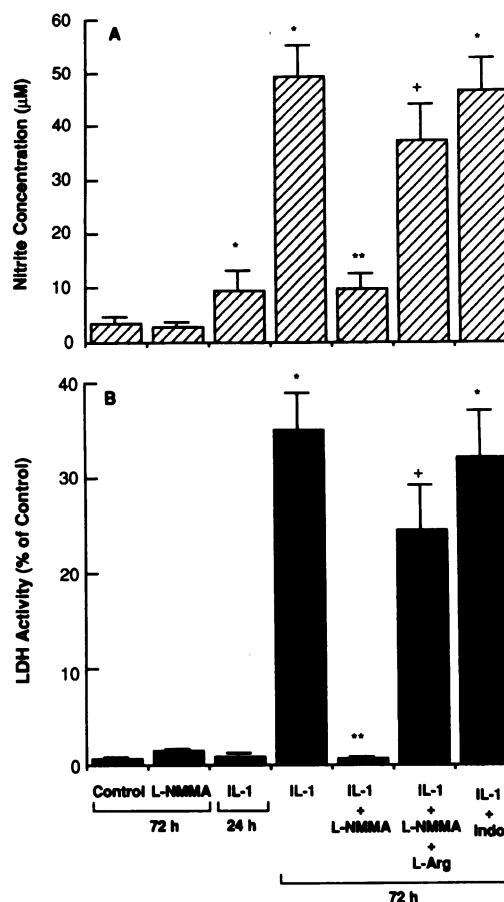 A
Nitrite Concentration (μM)
60
50
40
30
20
10
0
*
*
**
+
*
B
LDH Activity (% of Control)
40
30
20
10
0
*
**
+
*
Control L-NMMA IL-1 IL-1 IL-1 IL-1 IL-1
+ + +
L-NMMA L-NMMA Indo
+
L-Arg
72 h 24 h
72 h